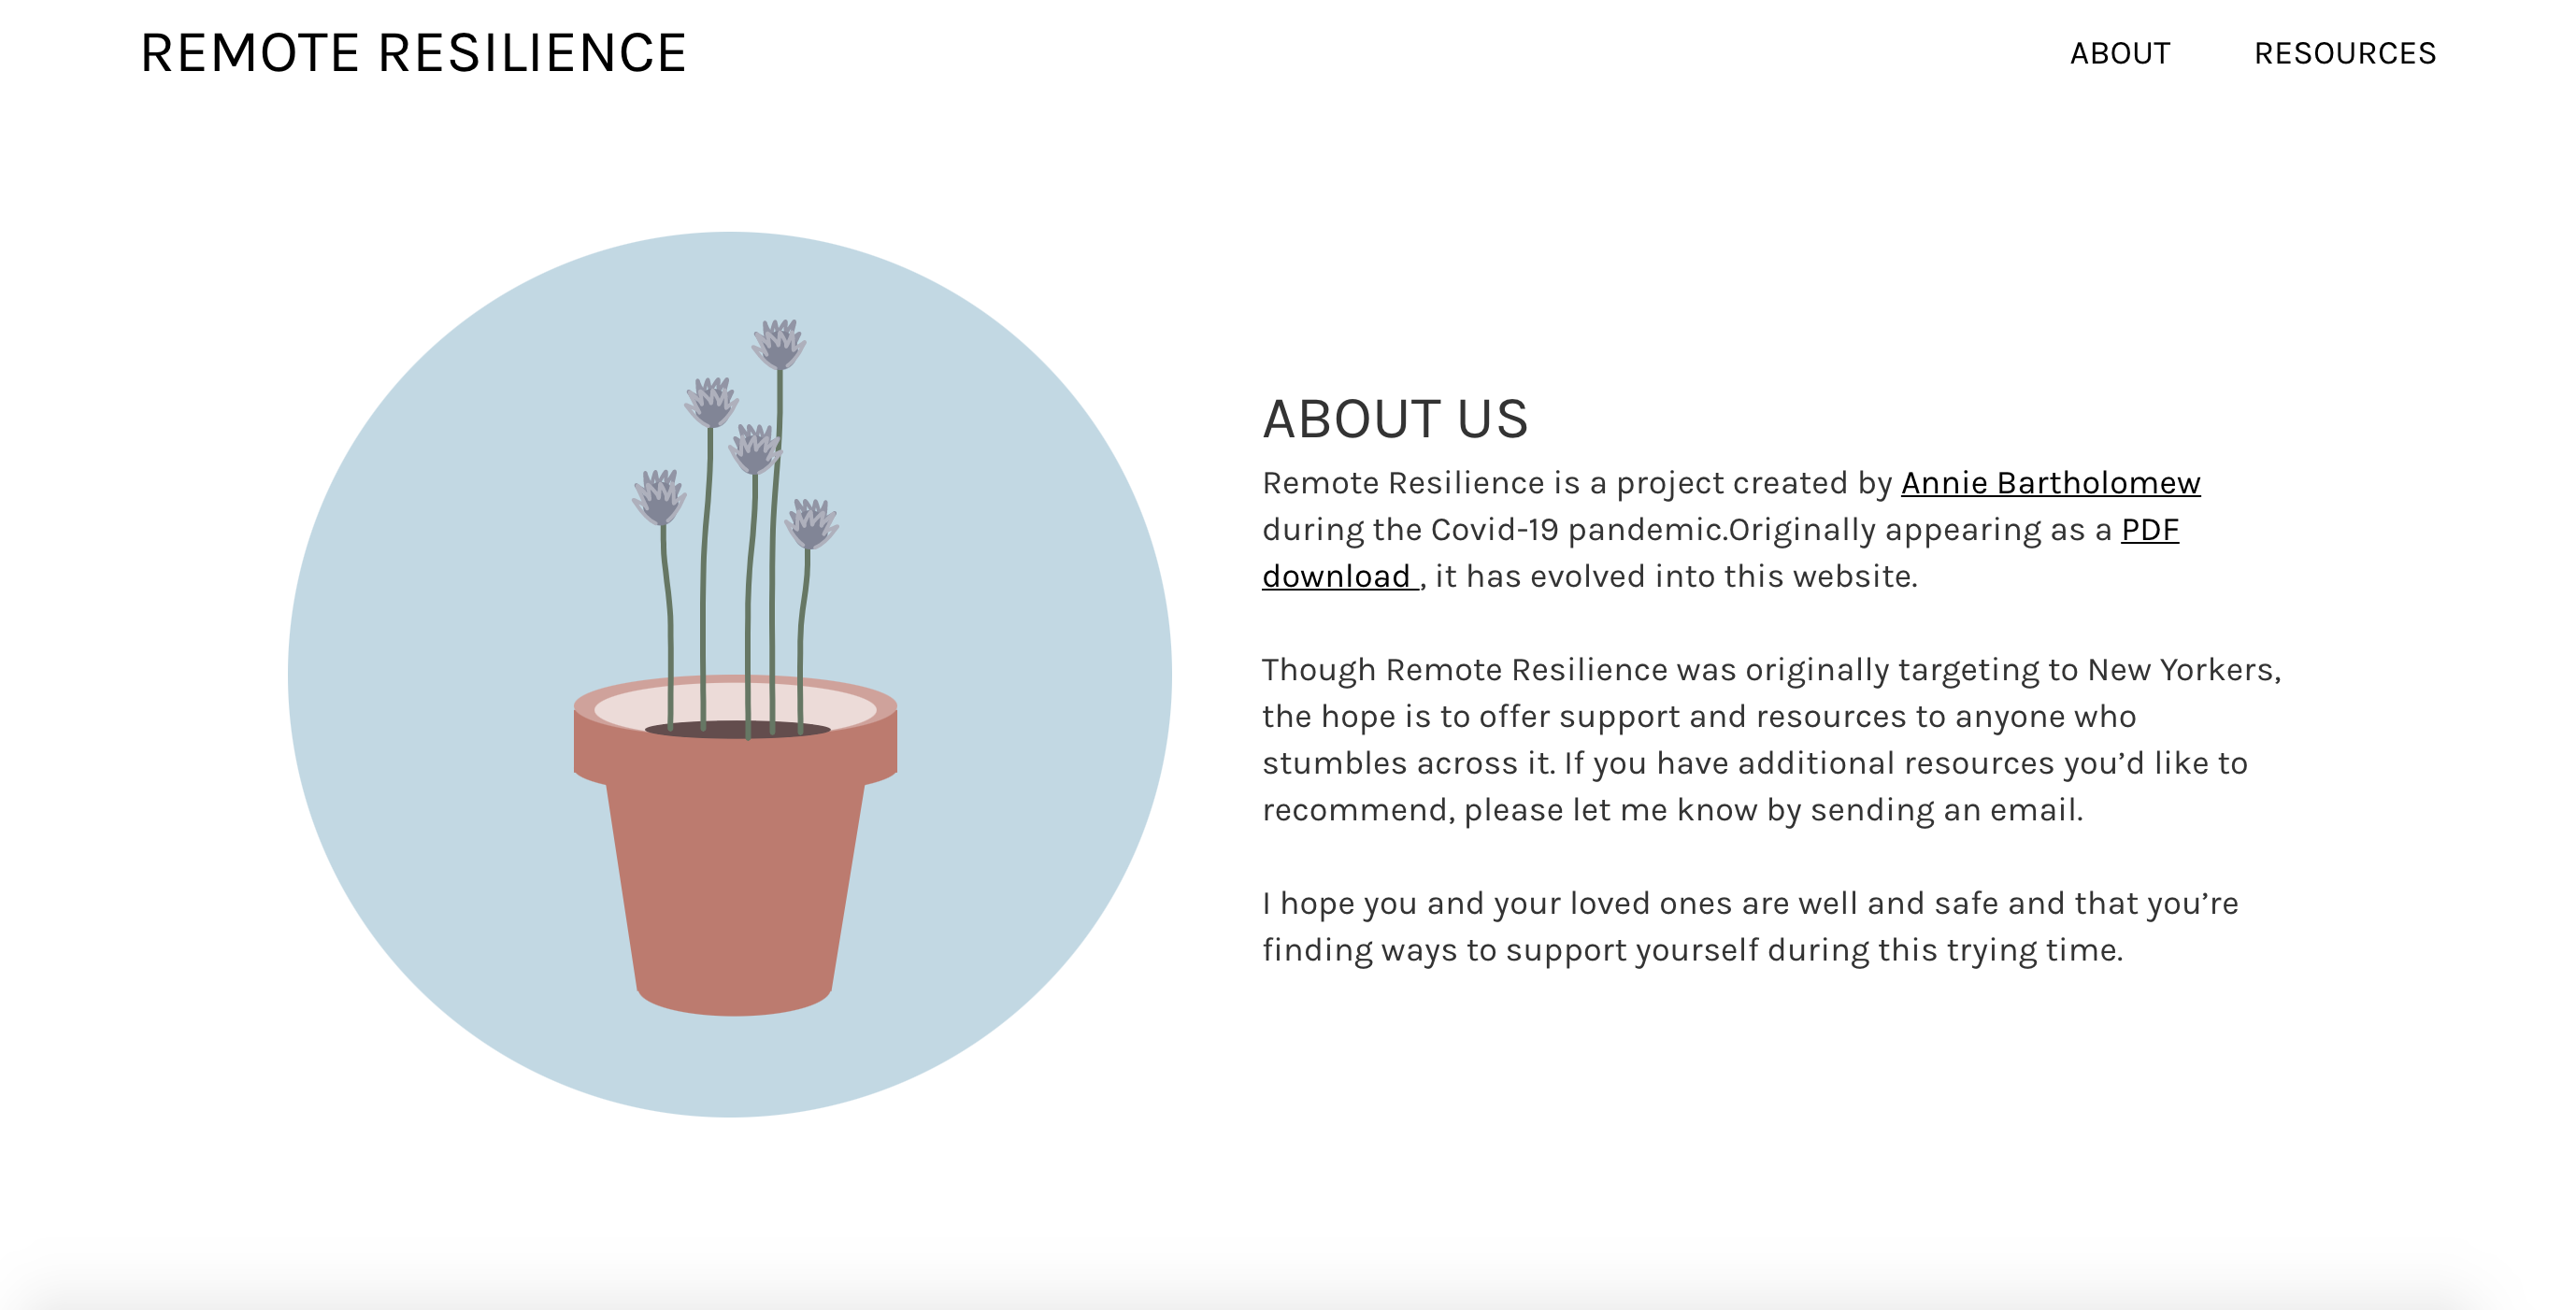 REMOTE RESILIENCE
ABOUT
RESOURCES
ABOUT US
Remote Resilience is a project created by Annie Bartholomew
during the Covid-19 pandemic.Originally appearing as a PDF
download , it has evolved into this website.
Though Remote Resilience was originally targeting to New Yorkers,
the hope is to offer support and resources to anyone who
stumbles across it. If you have additional resources you’d like to
recommend, please let me know by sending an email.
I hope you and your loved ones are well and safe and that you’re
finding ways to support yourself during this trying time.